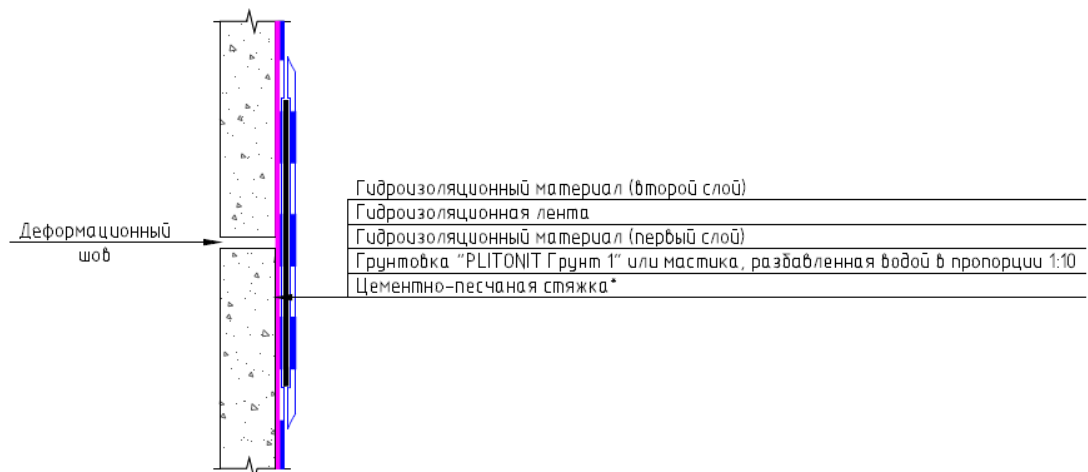 Гидроизоляционный материал (второй слой)
Гидроизоляционная лента
Деформационный
шов
Гидроизоляционный материал (первый слой)
Грунтовка "PLITONIT Грунт 1" или мастика, разбавленная водой в пропорции 1:10
Цементно-песчаная стяжка*